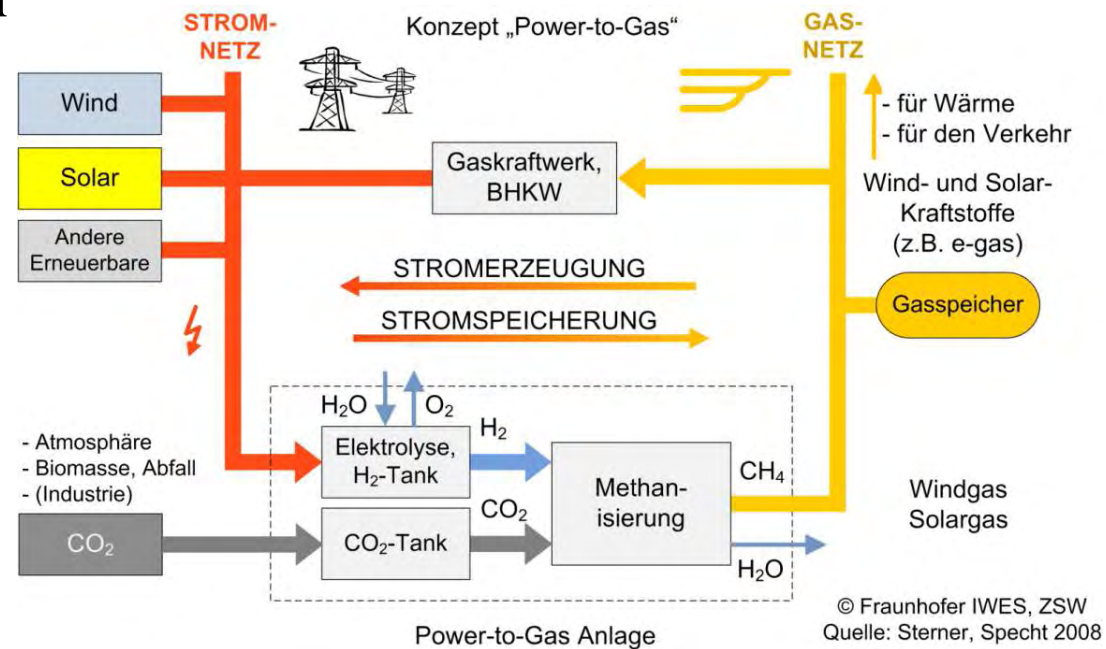 Konzept „Power-to-Gas“
STROM-
NETZ
GAS-
NETZ
Wind
Solar
Andere
Erneuerbare
Gaskraftwerk,
BHKW
- für Wärme
- für den Verkehr
Wind- und Solar-
Kraftstoffe
(z.B. e-gas)
Gasspeicher
STROMERZEUGUNG
STROMSPEICHERUNG
H₂O
O₂
- Atmosphäre
- Biomasse, Abfall
- (Industrie)
CO₂
Elektrolyse,
H₂-Tank
H₂
CO₂-Tank
CO₂
Methan-
isierung
CH₄
H₂O
Windgas
Solargas
Power-to-Gas Anlage
© Fraunhofer IWES, ZSW
Quelle: Sterner, Specht 2008